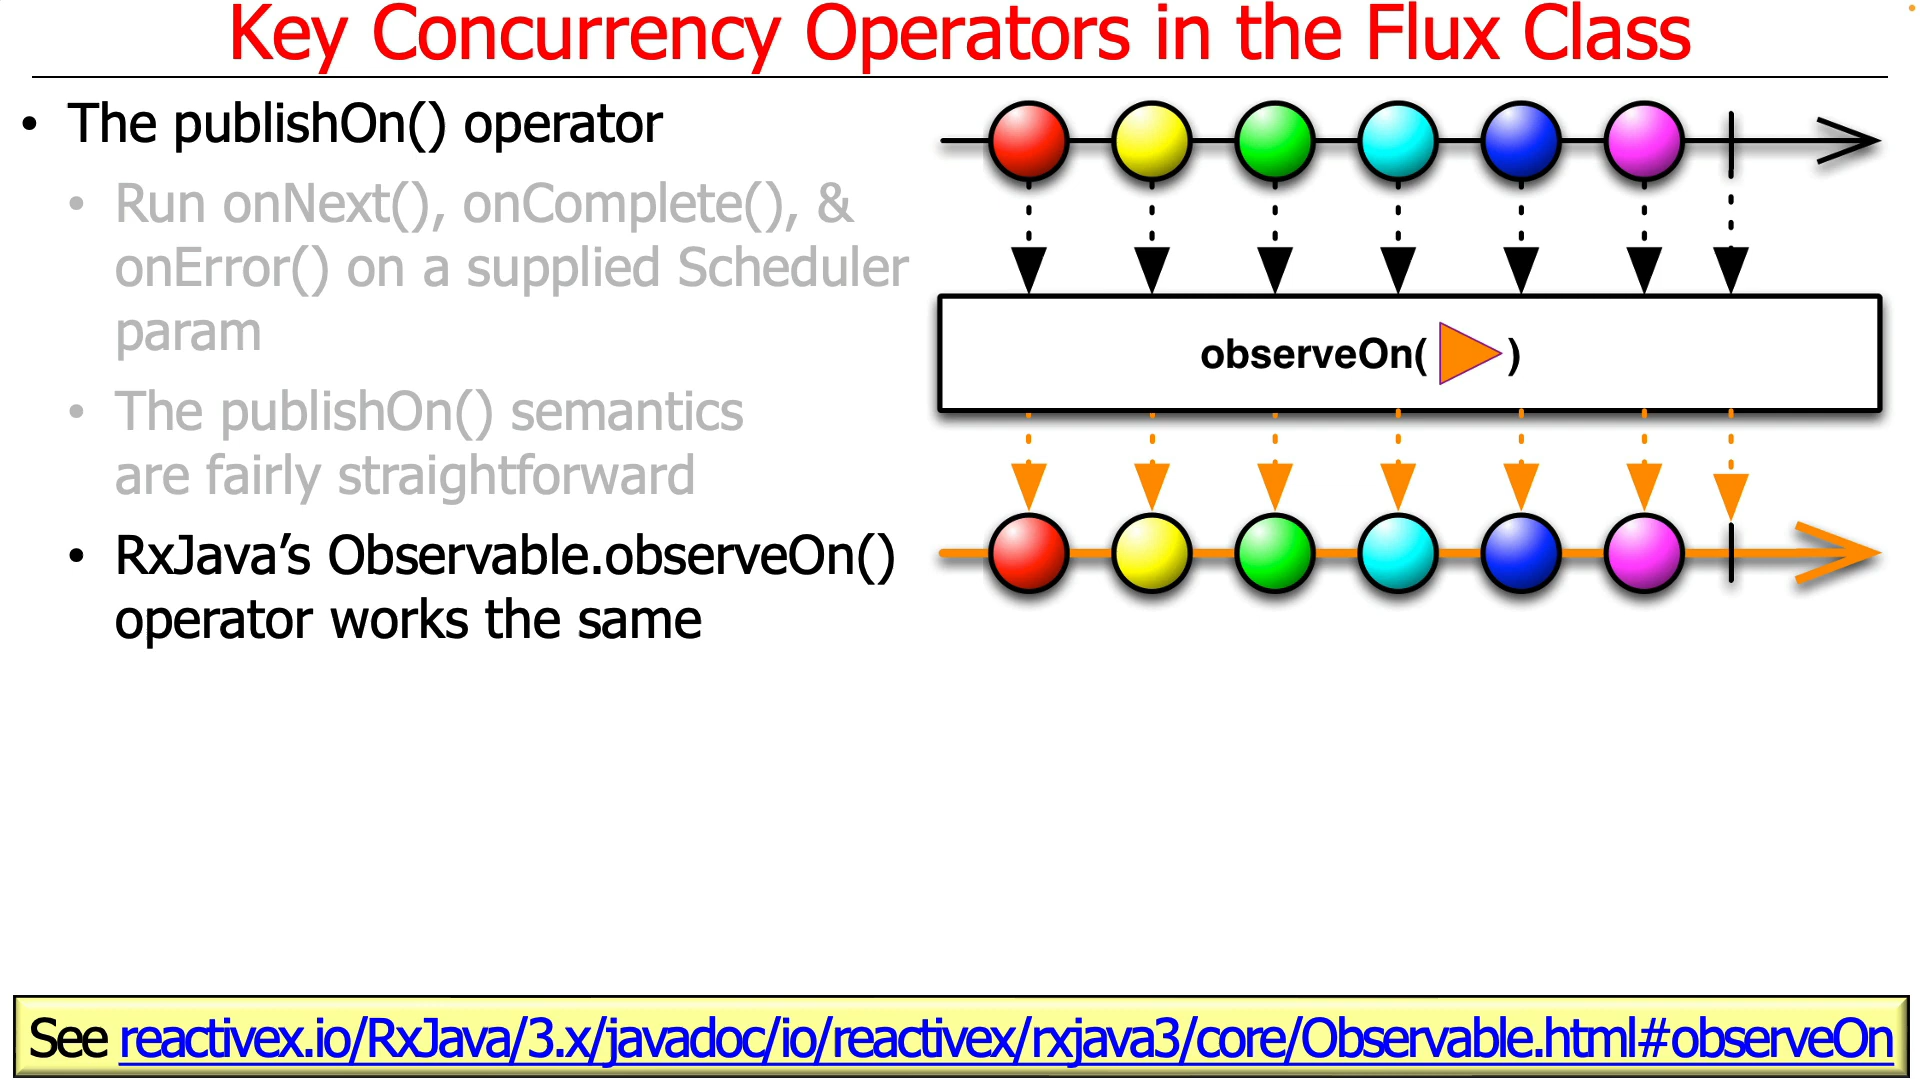 Key Concurrency Operators in the Flux Class
• The publishOn() operator
• Run onNext(), onComplete(), &
onError() on a supplied Scheduler
param
• The publishOn() semantics
are fairly straightforward
• RxJava’s Observable.observeOn()
operator works the same
observeOn( )
See reactivex.io/RxJava/3.x/javadoc/io/reactivex/rxjava3/core/Observable.html#observeOn